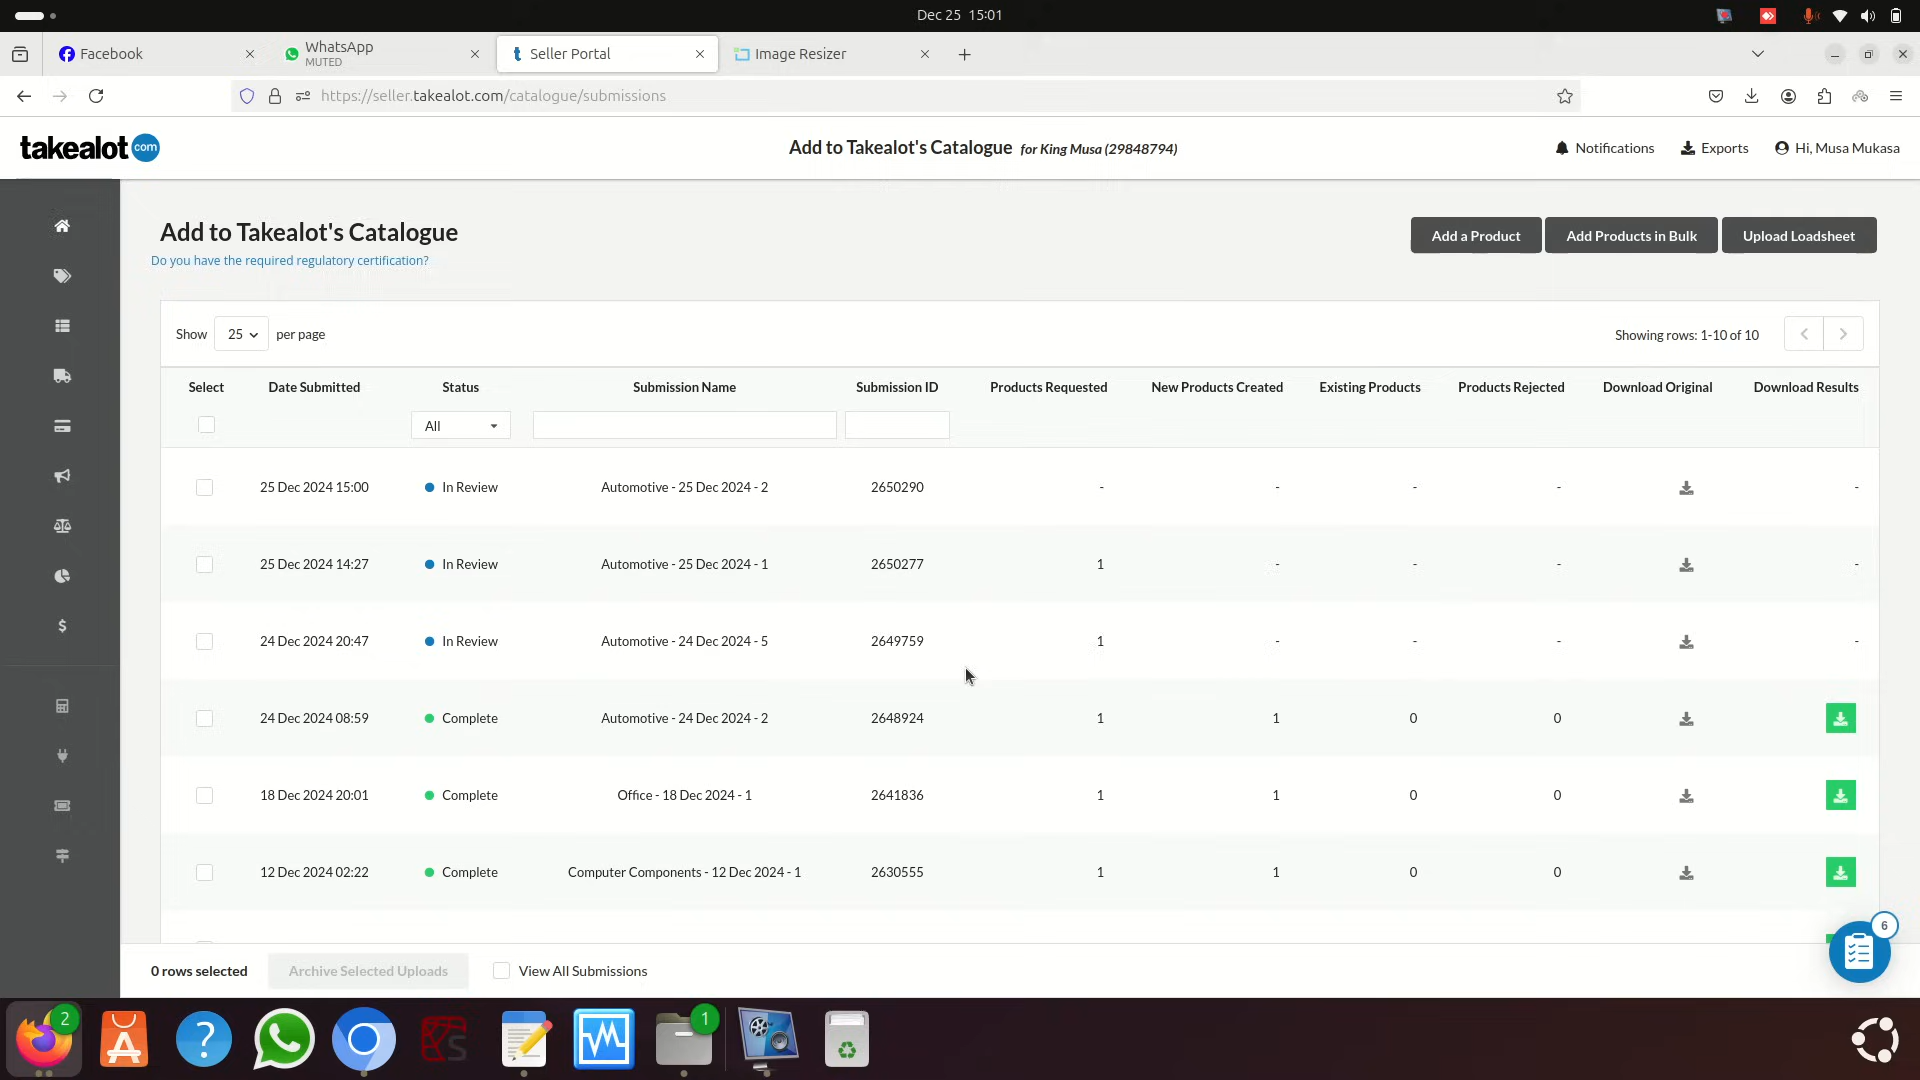 Dec 25 15:01
Facebook
WhatsApp
MUTED
Seller Portal
Image Resizer
https://seller.takealot.com/catalogue/submissions
takealot com
Add to Takealot's Catalogue for King Musa (29848794)
Notifications
Exports
Hi, Musa Mukasa
Add to Takealot's Catalogue
Do you have the required regulatory certification?
Add a Product
Add Products in Bulk
Upload Loadsheet
Show 25 per page
Showing rows: 1-10 of 10
Select Date Submitted Status Submission Name Submission ID Products Requested New Products Created Existing Products Products Rejected Download Original Download Results
All
25 Dec 2024 15:00 In Review Automotive - 25 Dec 2024 - 2 2650290 - - - - -
25 Dec 2024 14:27 In Review Automotive - 25 Dec 2024 - 1 2650277 1 - - - -
24 Dec 2024 20:47 In Review Automotive - 24 Dec 2024 - 5 2649759 1 - - - -
24 Dec 2024 08:59 Complete Automotive - 24 Dec 2024 - 2 2648924 1 1 0 0
18 Dec 2024 20:01 Complete Office - 18 Dec 2024 - 1 2641836 1 1 0 0
12 Dec 2024 02:22 Complete Computer Components - 12 Dec 2024 - 1 2630555 1 1 0 0
6
0 rows selected
Archive Selected Uploads
View All Submissions
2
1